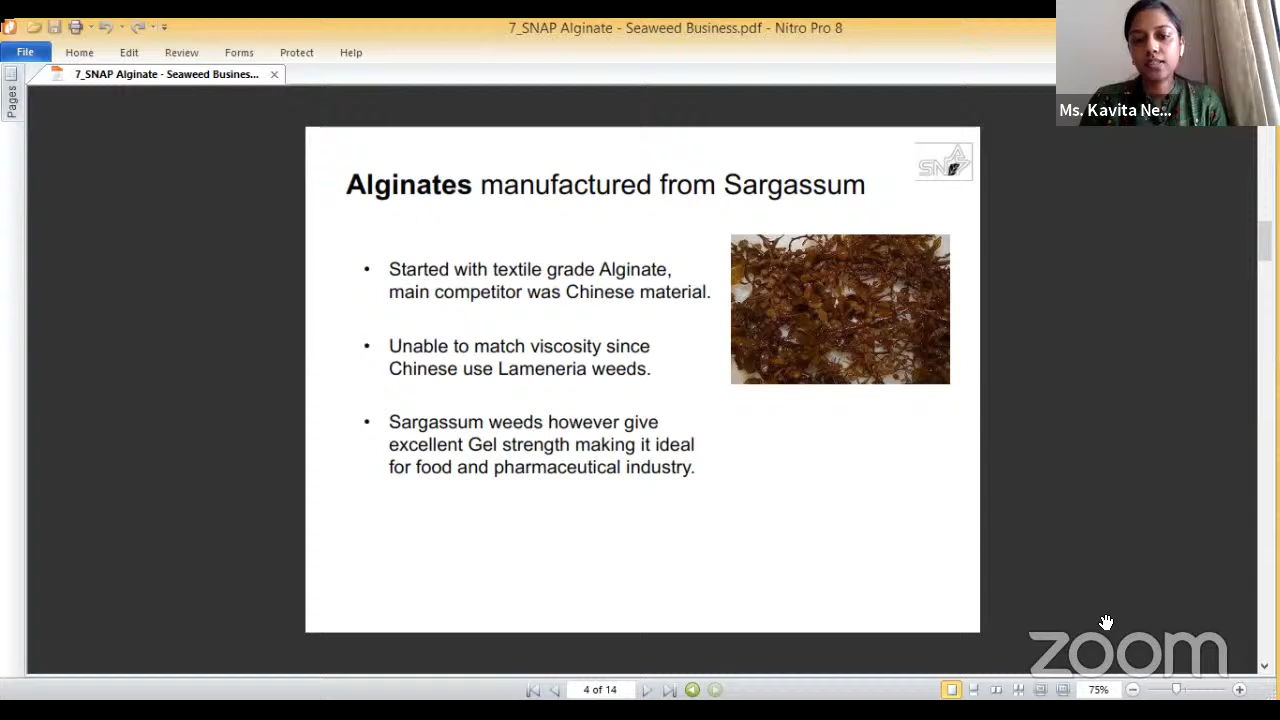 7_SNAP Alginate - Seaweed Business.pdf - Nitro Pro 8
File Home Edit Review Forms Protect Help
7_SNAP Alginate - Seaweed Busines...
Pages
Ms. Kavita Ne...
SNAP
Alginates manufactured from Sargassum
• Started with textile grade Alginate,
main competitor was Chinese material.
• Unable to match viscosity since
Chinese use Lameneria weeds.
• Sargassum weeds however give
excellent Gel strength making it ideal
for food and pharmaceutical industry.
zoom
4 of 14
75%